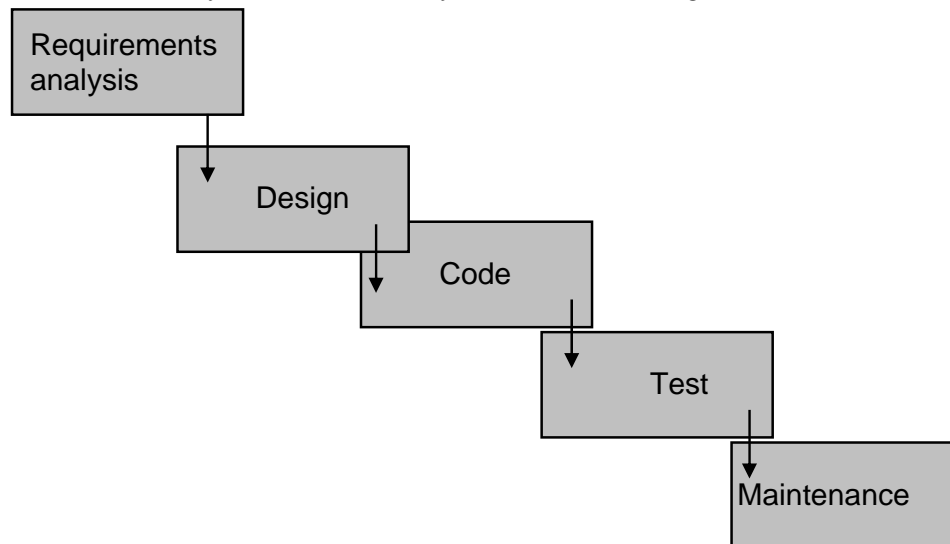 Requirements
analysis
Design
Code
Test
Maintenance